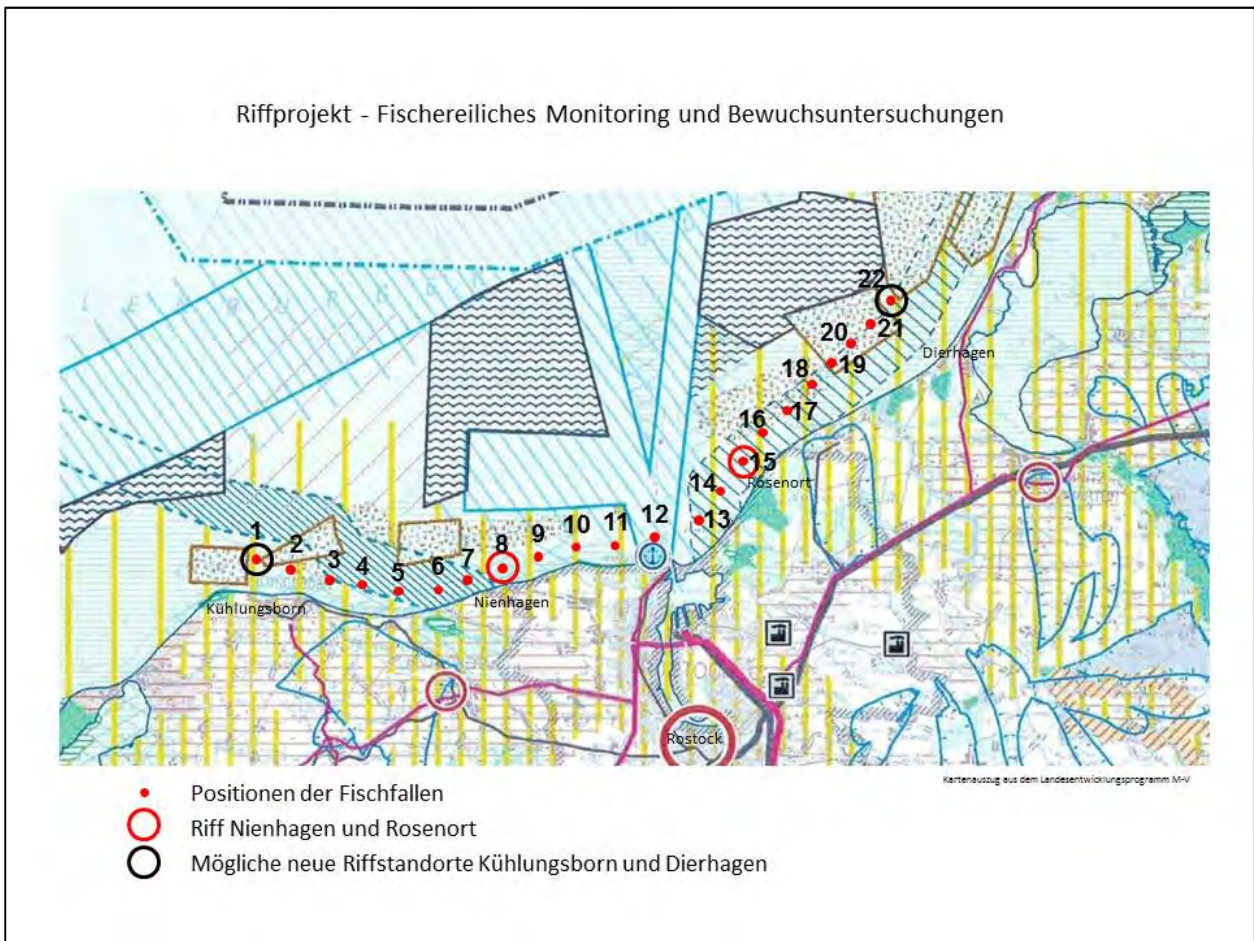 Riffprojekt - Fischereiliches Monitoring und Bewuchsuntersuchungen
22
21
20
Dierhagen
19
18
17
16
15
Rosenort
14
13
12
11
10
9
8
7
6
5
4
3
2
1
Nienhagen
Kühlungsborn
Rostock
Kartenauszug aus dem Landesentwicklungsprogramm M-V
Positionen der Fischfallen
Riff Nienhagen und Rosenort
Mögliche neue Riffstandorte Kühlungsborn und Dierhagen